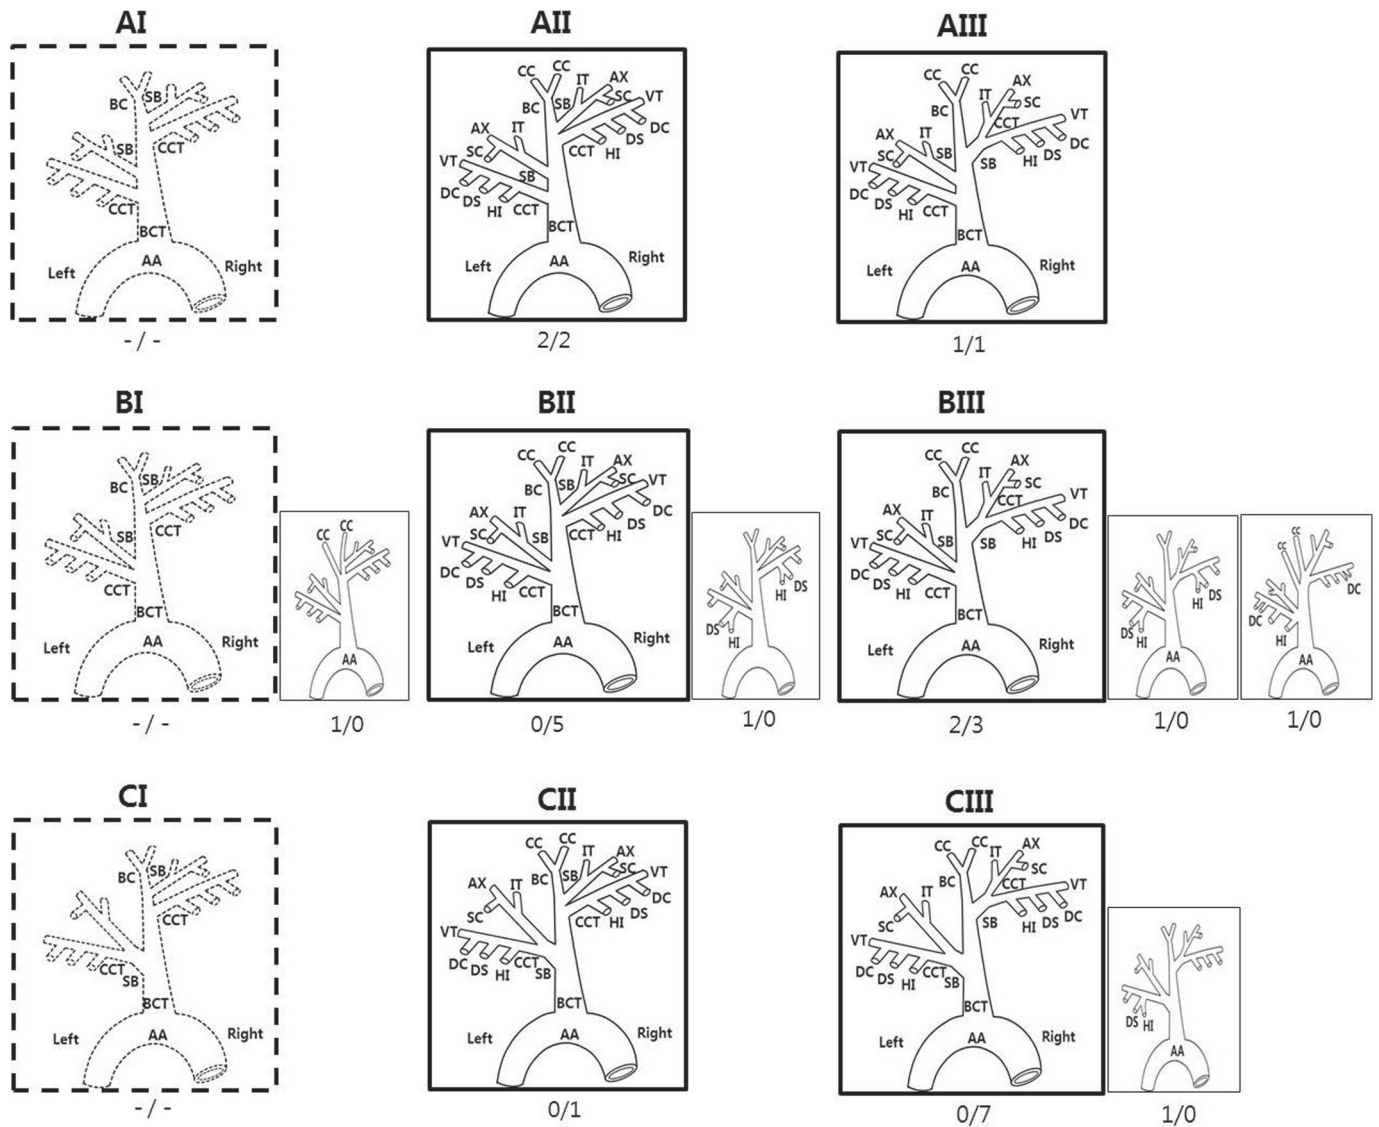 AI
AII
AIII
BC
SB
SB
CCT
CCT
BCT
AA
Left
Right
- / -
CC
CC
IT
AX
SC
VT
BC
SB
DC
DS
HI
CCT
AX
IT
SC
VT
SB
DC
DS
HI
CCT
BCT
AA
Left
Right
2/2
CC
CC
IT
AX
SC
BC
CCT
VT
DC
DS
HI
SB
AX
IT
SC
SB
VT
DC
DS
HI
CCT
BCT
AA
Left
Right
1/1
BI
BII
BIII
BC
SB
SB
CCT
CCT
BCT
AA
Left
Right
- / -
CC
CC
AA
1/0
CC
CC
IT
AX
SC
VT
BC
SB
DC
DS
HI
CCT
AX
IT
SC
SB
VT
DC
DS
HI
CCT
BCT
AA
Left
Right
0/5
HI
DS
DS
HI
1/0
CC
CC
IT
AX
SC
BC
CCT
VT
DC
DS
HI
SB
AX
IT
SC
SB
VT
DC
DS
HI
CCT
BCT
AA
Left
Right
2/3
HI
DS
DS
HI
AA
1/0
CC
CC
DC
DC
HI
AA
1/0
CI
CII
CIII
BC
SB
CCT
CCT
SB
BCT
AA
Left
Right
- / -
CC
CC
IT
AX
SC
VT
BC
SB
DC
DS
HI
CCT
AX
IT
SC
VT
DC
DS
HI
CCT
SB
BCT
AA
Left
Right
0/1
CC
CC
IT
AX
SC
BC
CCT
VT
DC
DS
HI
SB
AX
IT
SC
VT
DC
DS
HI
CCT
SB
BCT
AA
Left
Right
0/7
DS
HI
AA
1/0